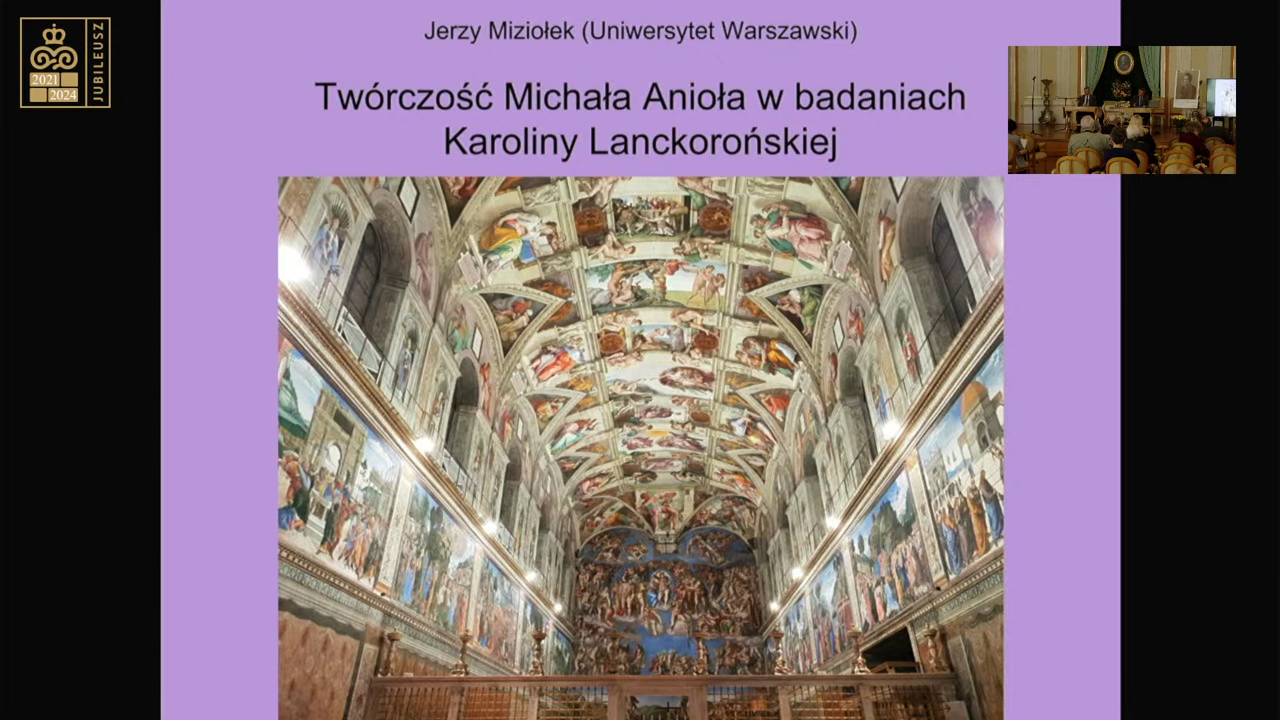 2021
2024
JUBILEUSZ
Jerzy Miziołek (Uniwersytet Warszawski)
Twórczość Michała Anioła w badaniach
Karoliny Lanckorońskiej